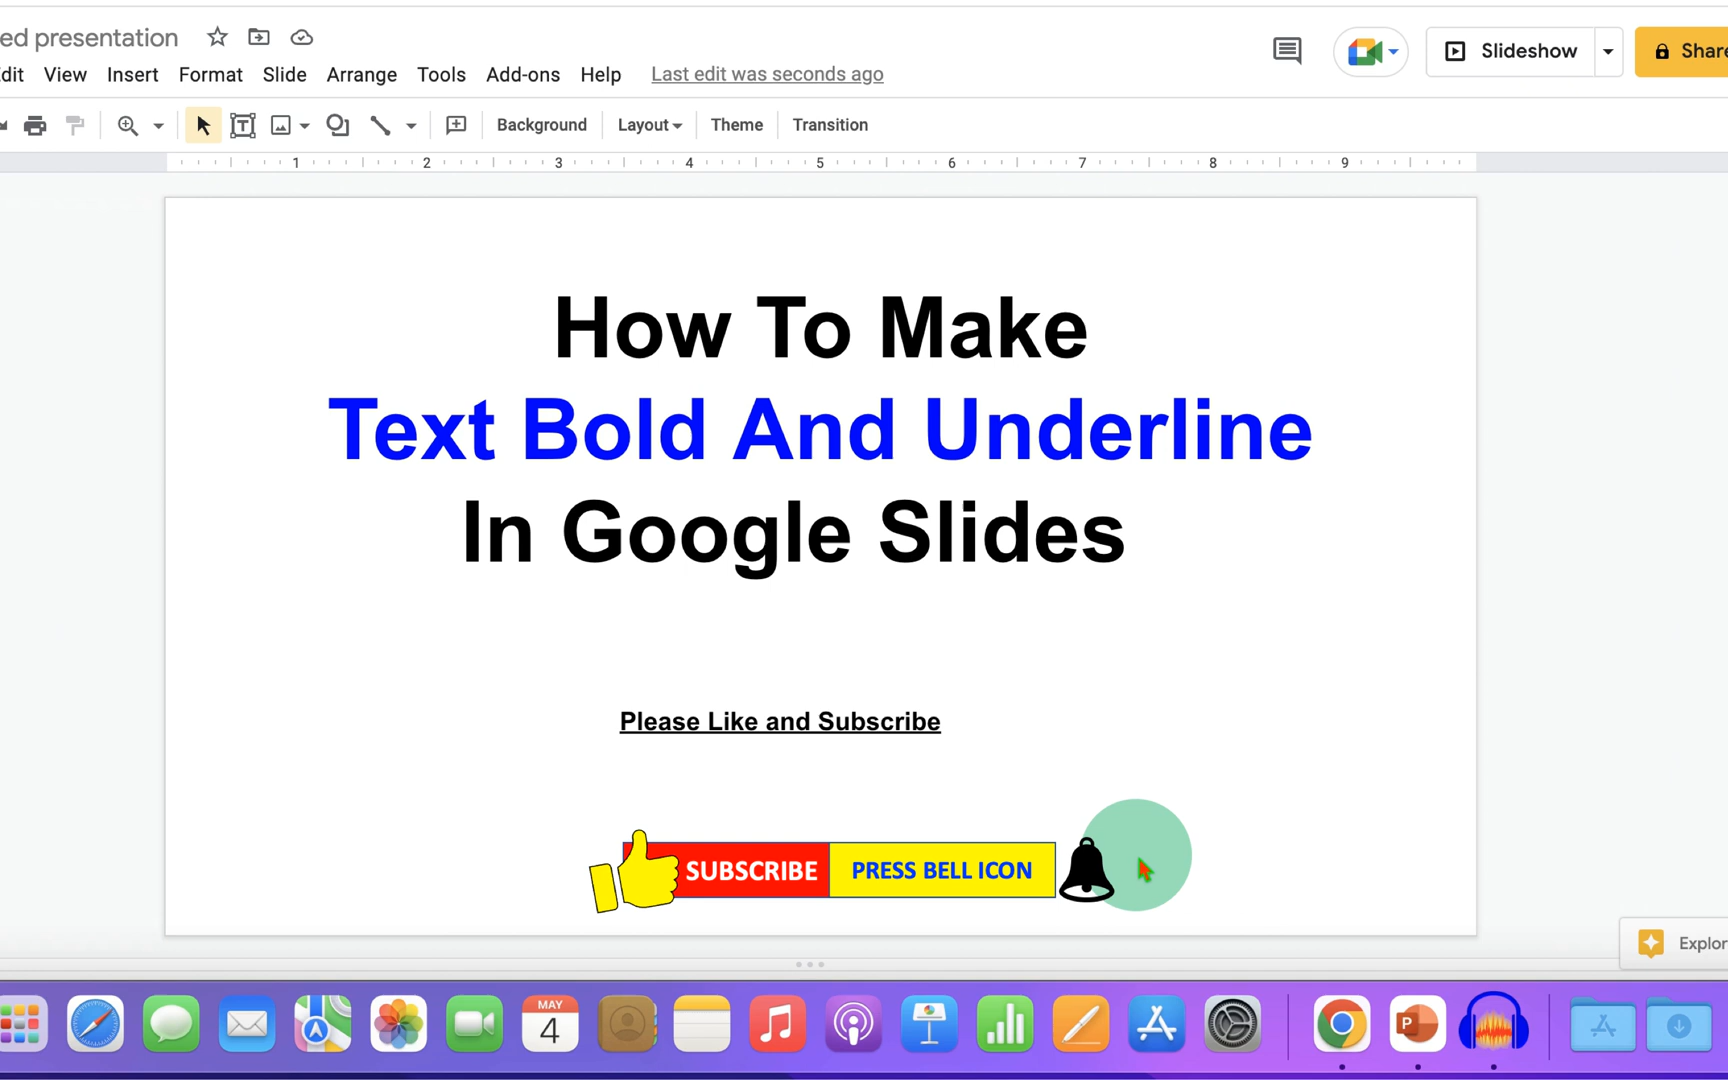 ed presentation
dit View Insert Format Slide Arrange Tools Add-ons Help Last edit was seconds ago
Slideshow
Share
Background Layout Theme Transition
1 2 3 4 5 6 7 8 9
How To Make
Text Bold And Underline
In Google Slides
Please Like and Subscribe
SUBSCRIBE PRESS BELL ICON
Explor
MAY
4
P